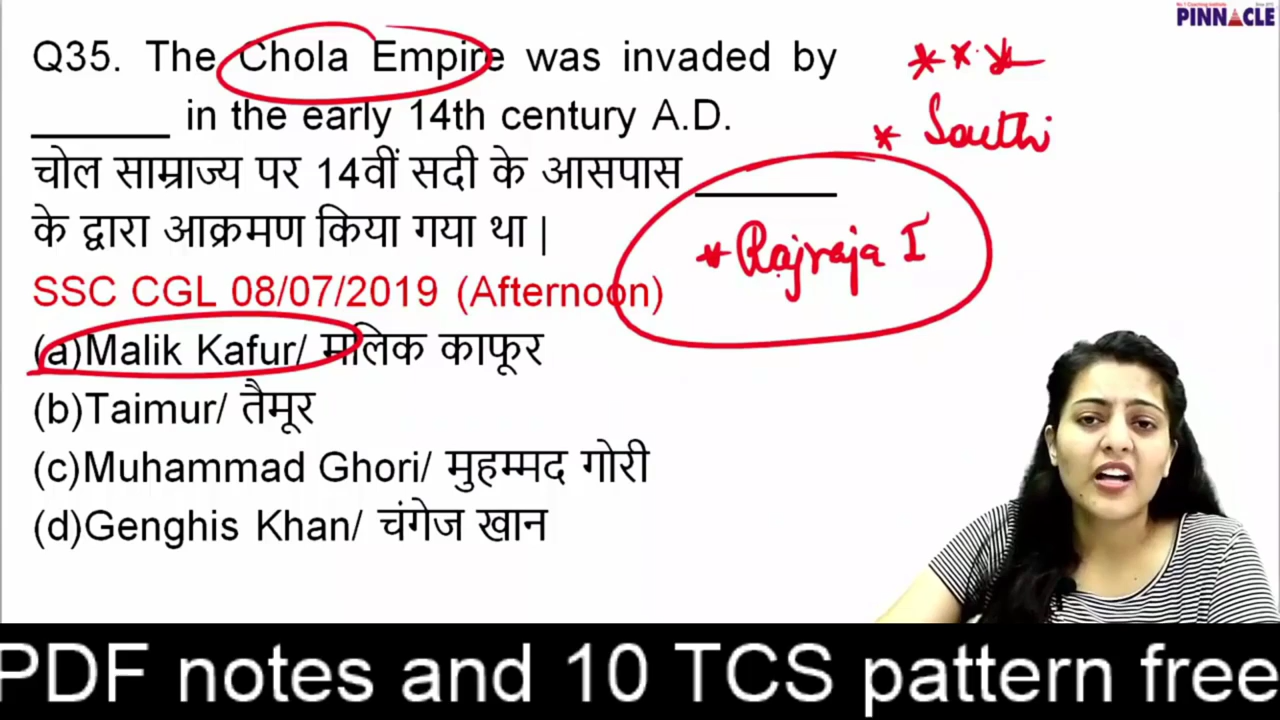 PINNACLE
Q35. The Chola Empire was invaded by
______ in the early 14th century A.D.
चोल साम्राज्य पर 14वीं सदी के आसपास ______
के द्वारा आक्रमण किया गया था |
SSC CGL 08/07/2019 (Afternoon)
(a)Malik Kafur/ मलिक काफूर
(b)Taimur/ तैमूर
(c)Muhammad Ghori/ मुहम्मद गोरी
(d)Genghis Khan/ चंगेज खान
* South
* Rajraja I
PDF notes and 10 TCS pattern free